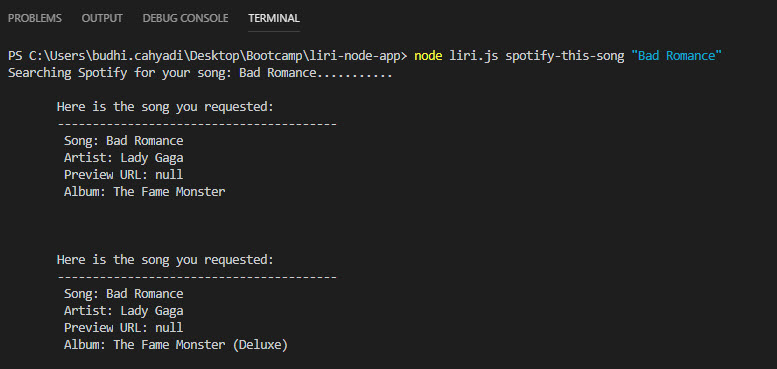 PROBLEMS OUTPUT DEBUG CONSOLE TERMINAL
PS C:\Users\budhi.cahyadi\Desktop\Bootcamp\liri-node-app> node liri.js spotify-this-song "Bad Romance"
Searching Spotify for your song: Bad Romance...........
Here is the song you requested:
----------------------------------------
Song: Bad Romance
Artist: Lady Gaga
Preview URL: null
Album: The Fame Monster
Here is the song you requested:
----------------------------------------
Song: Bad Romance
Artist: Lady Gaga
Preview URL: null
Album: The Fame Monster (Deluxe)